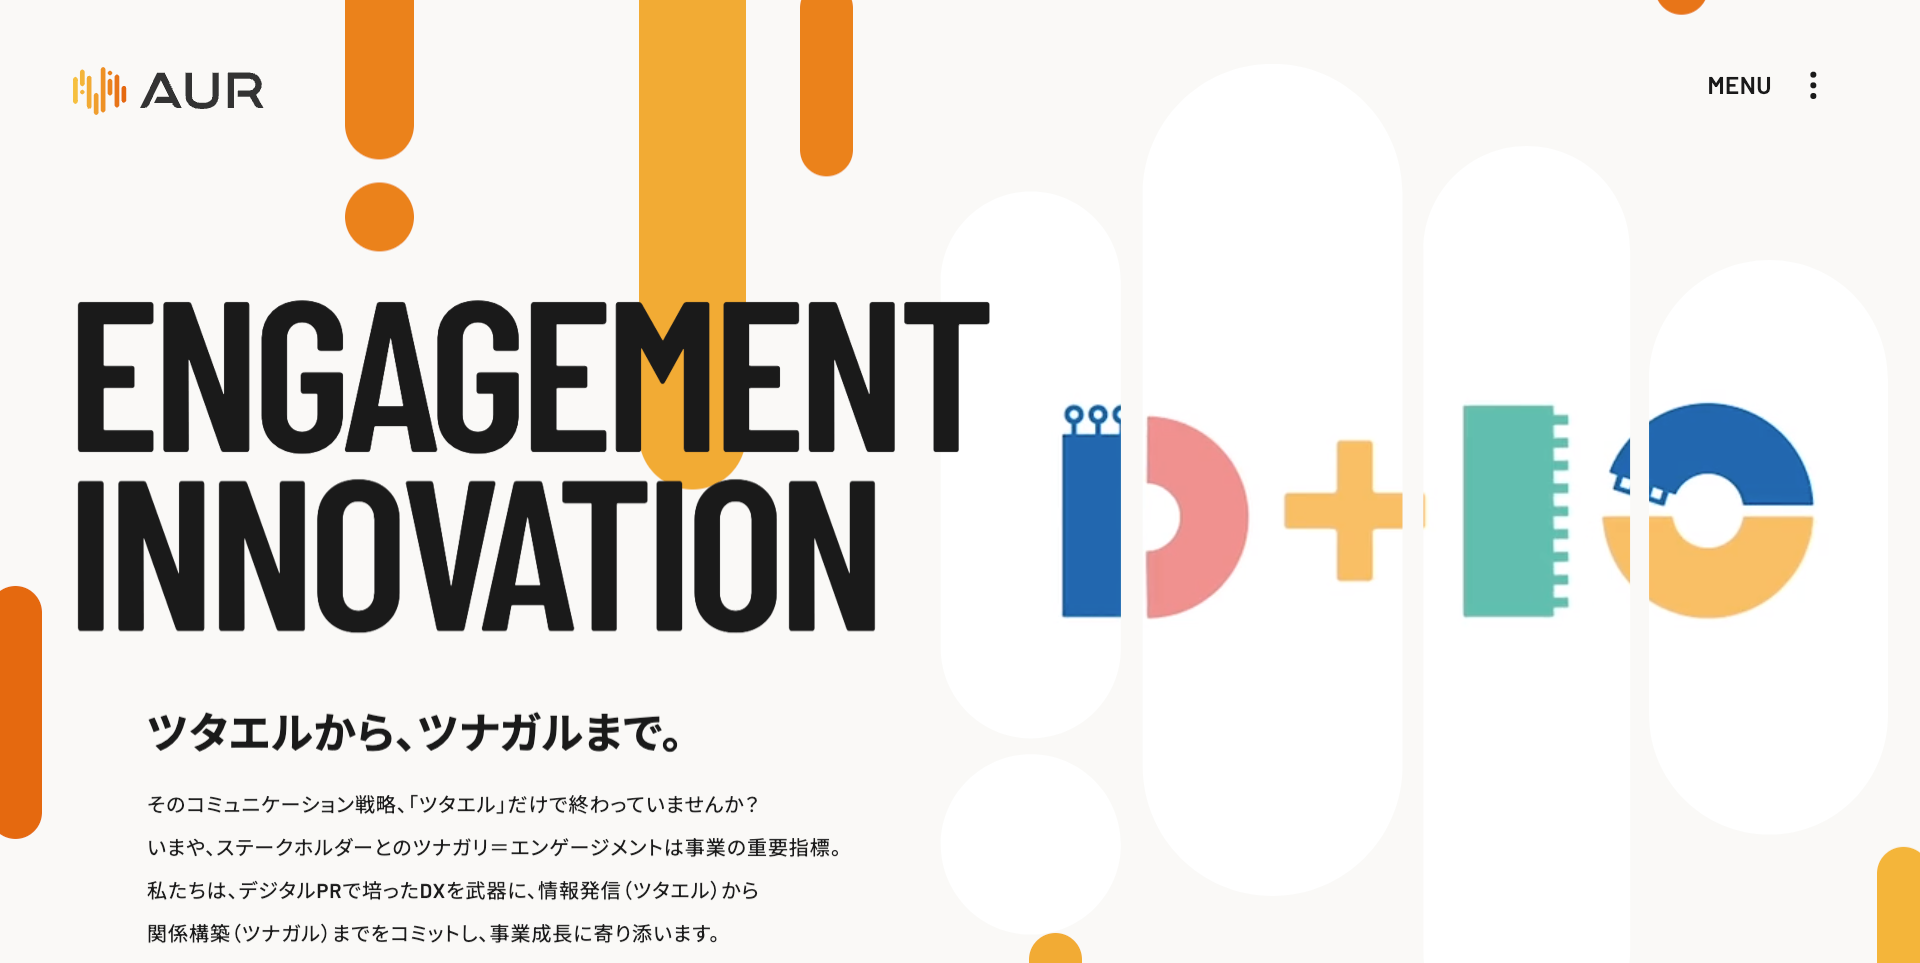 AUR
MENU
ENGAGEMENT
INNOVATION
ツタエルから、ツナガルまで。
そのコミュニケーション戦略、「ツタエル」だけで終わっていませんか？
いまや、ステークホルダーとのツナガリ＝エンゲージメントは事業の重要指標。
私たちは、デジタルPRで培ったDXを武器に、情報発信（ツタエル）から
関係構築（ツナガル）までをコミットし、事業成長に寄り添います。